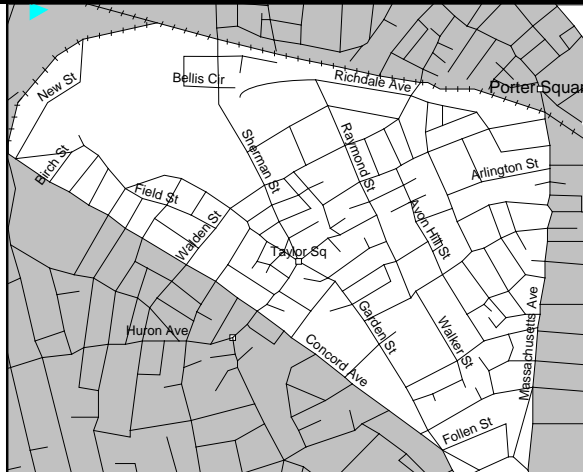 New St
Bellis Cir
Richdale Ave
Porter Squar
Birch St
Sherman St
Raymond St
Arlington St
Field St
Walden St
Avon Hill St
Taylor Sq
Huron Ave
Garden St
Concord Ave
Walker St
Massachusetts Ave
Follen St